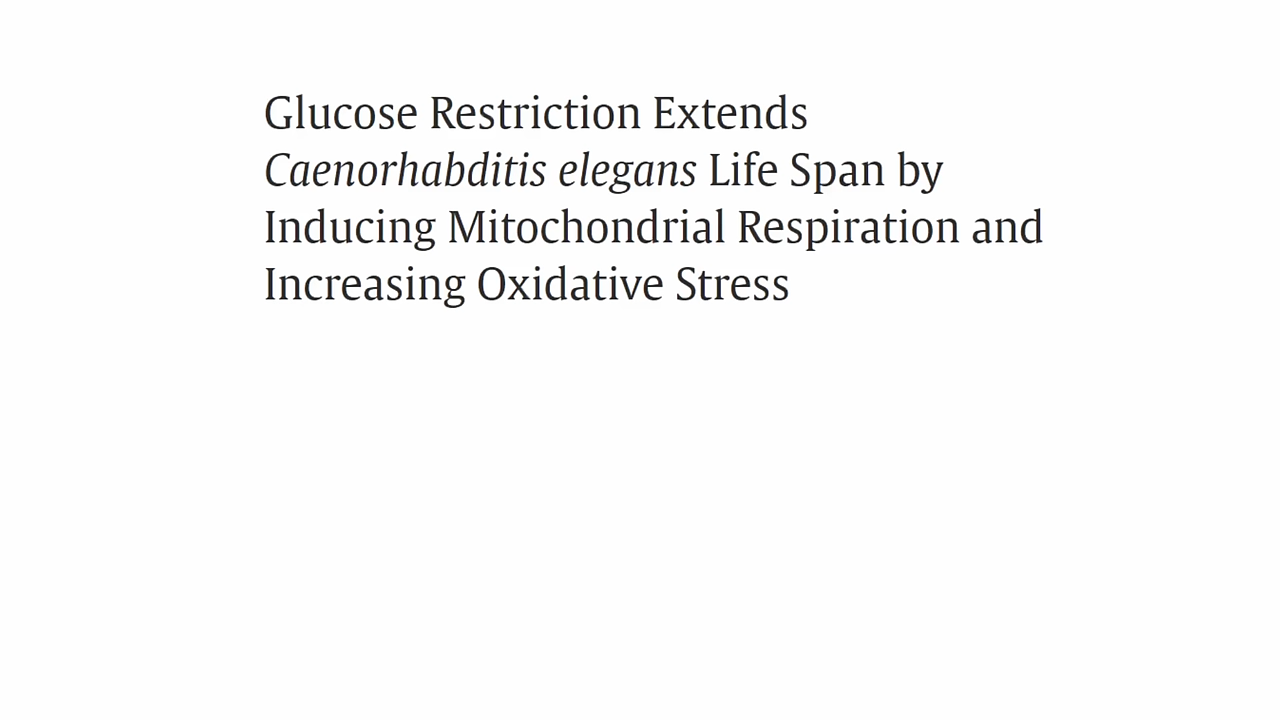 Glucose Restriction Extends
Caenorhabditis elegans Life Span by
Inducing Mitochondrial Respiration and
Increasing Oxidative Stress